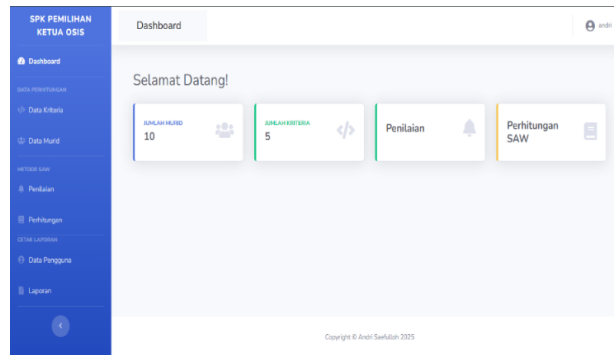 SPK PEMILIHAN
KETUA OSIS
Dashboard
andri
Dashboard
DATA PERHITUNGAN
Data Kriteria
Data Murid
METODE SAW
Penilaian
Perhitungan
CETAK LAPORAN
Data Pengguna
Laporan
Selamat Datang!
JUMLAH MURID
10
JUMLAH KRITERIA
5
Penilaian
Perhitungan
SAW
Copyright © Andri Saefulloh 2025